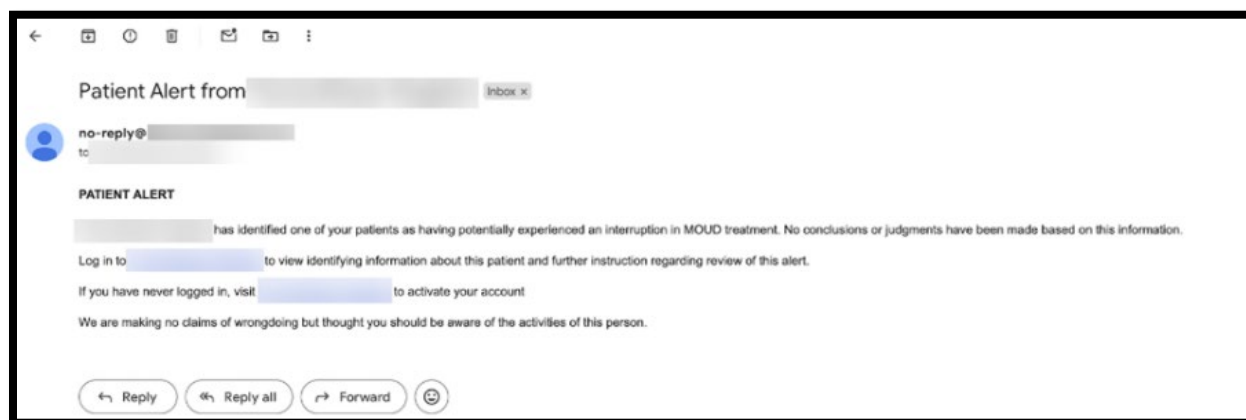 Patient Alert from
Inbox ×
no-reply@
to
PATIENT ALERT
has identified one of your patients as having potentially experienced an interruption in MOUD treatment. No conclusions or judgments have been made based on this information.
Log in to to view identifying information about this patient and further instruction regarding review of this alert.
If you have never logged in, visit to activate your account
We are making no claims of wrongdoing but thought you should be aware of the activities of this person.
Reply Reply all Forward